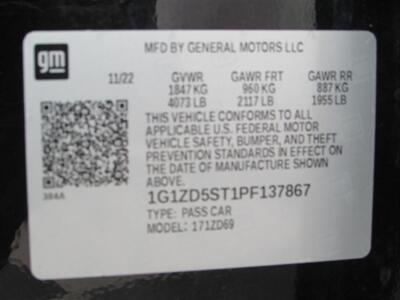 gm
MFD BY GENERAL MOTORS LLC
11/22 GVWR GAWR FRT GAWR RR
1847 KG 960 KG 887 KG
4073 LB 2117 LB 1955 LB
THIS VEHICLE CONFORMS TO ALL
APPLICABLE U.S. FEDERAL MOTOR
VEHICLE SAFETY, BUMPER, AND THEFT
PREVENTION STANDARDS IN EFFECT ON
THE DATE OF MANUFACTURE SHOWN
ABOVE.
384A
1G1ZD5ST1PF137867
TYPE: PASS CAR
MODEL: 1ZD69